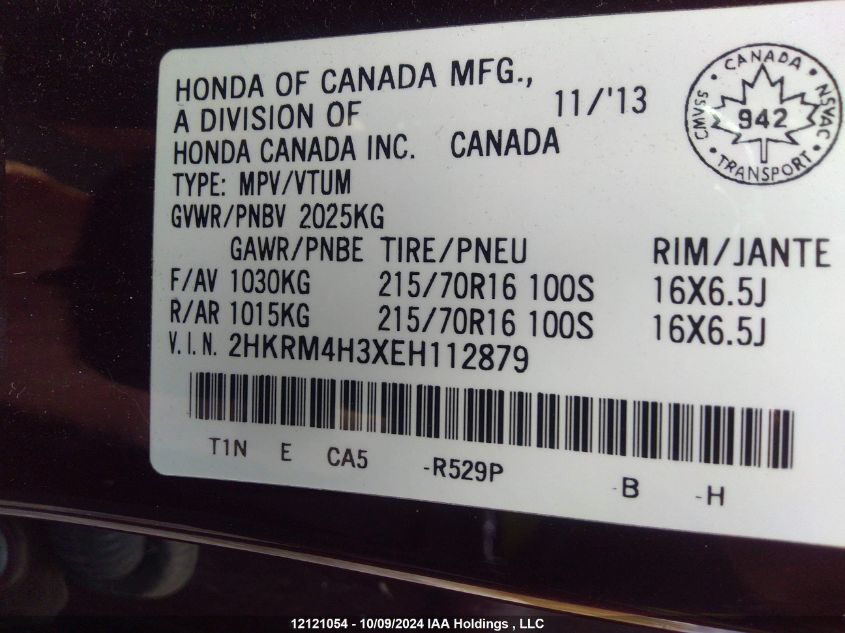 HONDA OF CANADA MFG.,
A DIVISION OF
HONDA CANADA INC. CANADA
11/'13
CANADA
CMVSS 942 NSVAC
TRANSPORT
TYPE: MPV/VTUM
GVWR/PNBV 2025KG
GAWR/PNBE TIRE/PNEU RIM/JANTE
F/AV 1030KG 215/70R16 100S 16X6.5J
R/AR 1015KG 215/70R16 100S 16X6.5J
V.I.N. 2HKRM4H3XEH112879
T1N E CA5 -R529P -B -H
12121054 - 10/09/2024 IAA Holdings , LLC